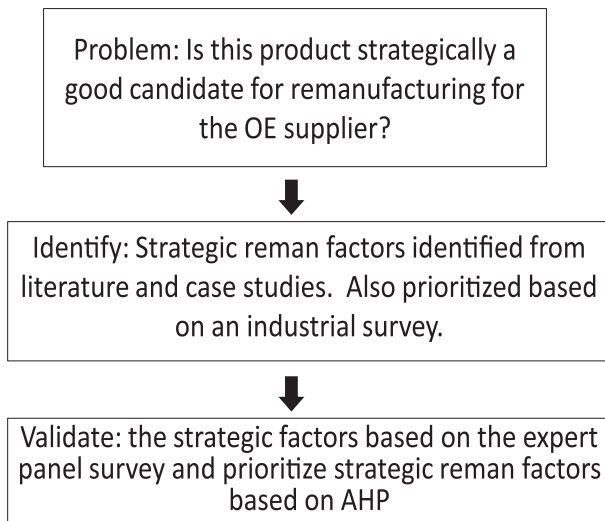 Problem: Is this product strategically a
good candidate for remanufacturing for
the OE supplier?
Identify: Strategic reman factors identified from
literature and case studies. Also prioritized based
on an industrial survey.
Validate: the strategic factors based on the expert
panel survey and prioritize strategic reman factors
based on AHP